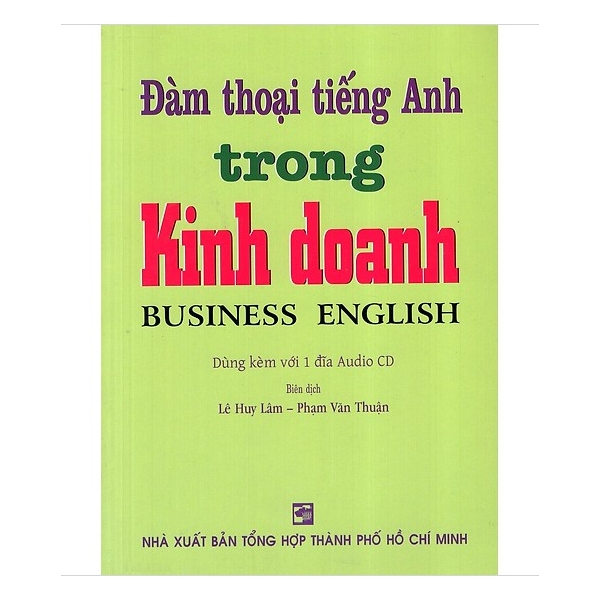 Đàm thoại tiếng Anh
trong
Kinh doanh
BUSINESS ENGLISH
Dùng kèm với 1 đĩa Audio CD
Biên dịch
Lê Huy Lâm – Phạm Văn Thuận
NHÀ XUẤT BẢN TỔNG HỢP THÀNH PHỐ HỒ CHÍ MINH